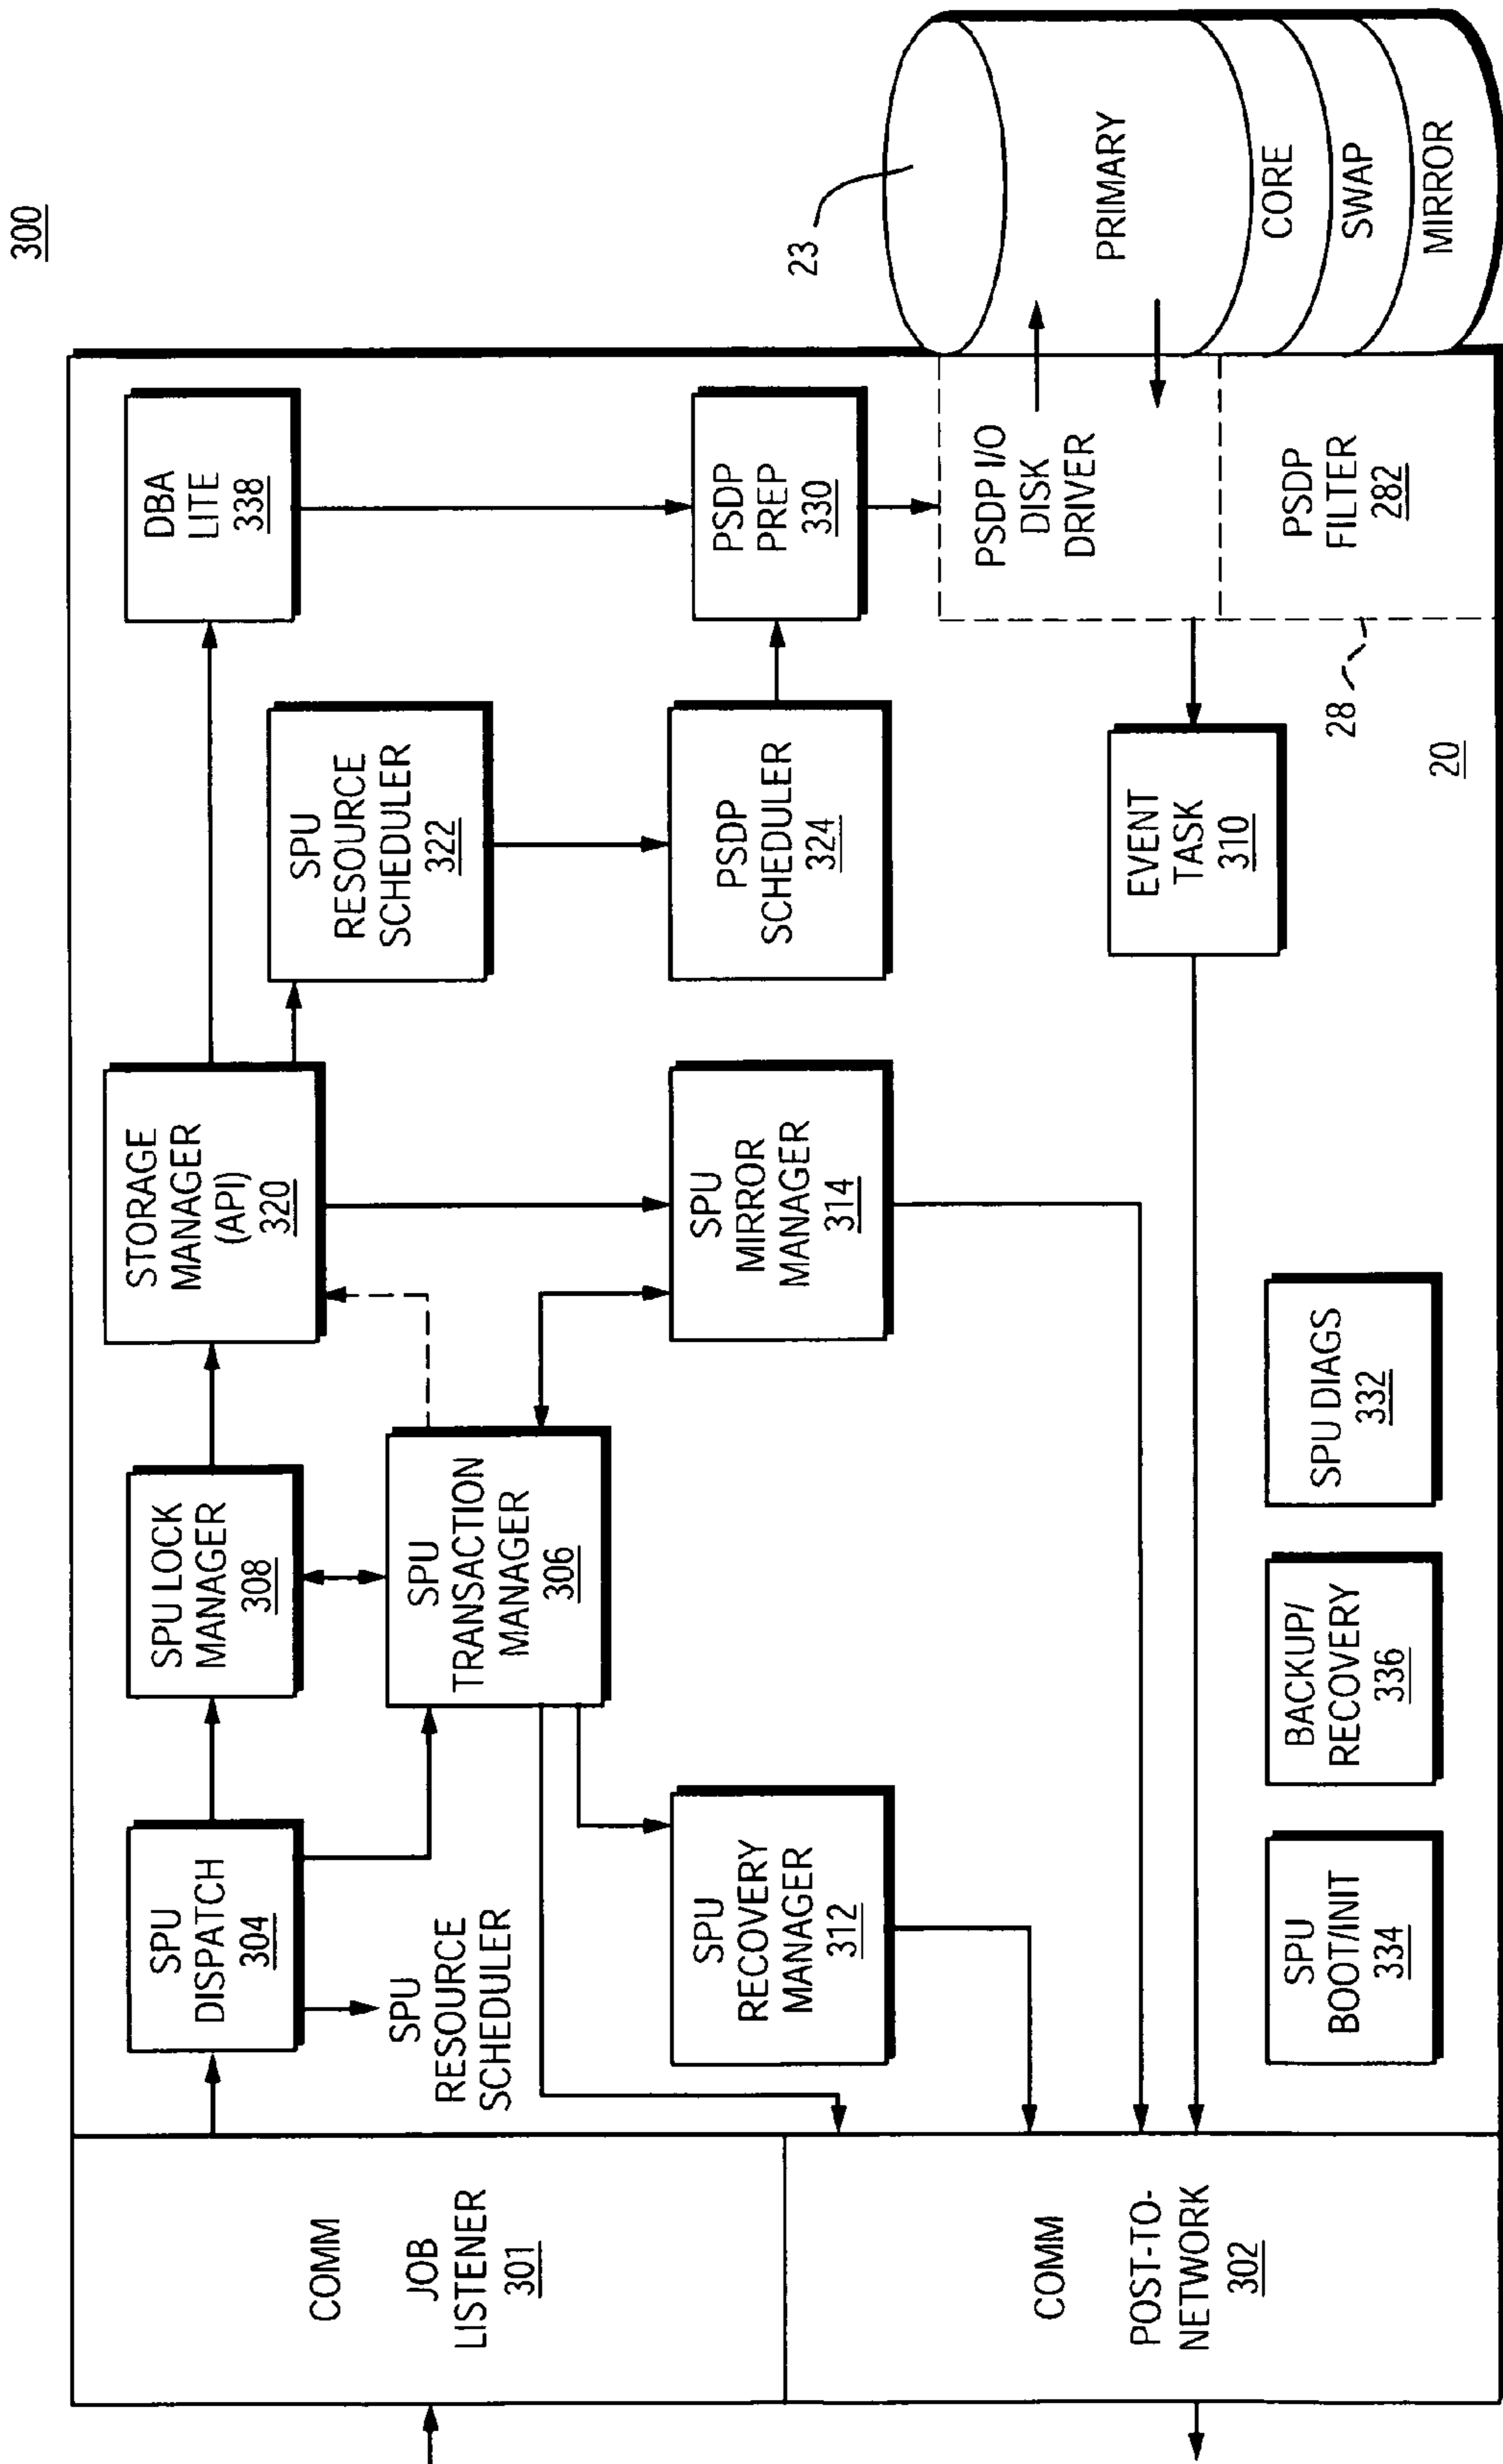 300
COMM
JOB
LISTENER
301
SPU
DISPATCH
304
SPU LOCK
MANAGER
308
STORAGE
MANAGER
(API)
320
DBA
LITE
338
SPU
RESOURCE
SCHEDULER
SPU
TRANSACTION
MANAGER
306
SPU
RESOURCE
SCHEDULER
322
SPU
RECOVERY
MANAGER
312
SPU
MIRROR
MANAGER
314
PSDP
SCHEDULER
324
PSDP
PREP
330
23
PRIMARY
CORE
SWAP
MIRROR
PSDP I/O
DISK
DRIVER
PSDP
FILTER
282
28
20
EVENT
TASK
310
COMM
POST-TO-
NETWORK
302
SPU
BOOT/INIT
334
BACKUP/
RECOVERY
336
SPU DIAGS
332